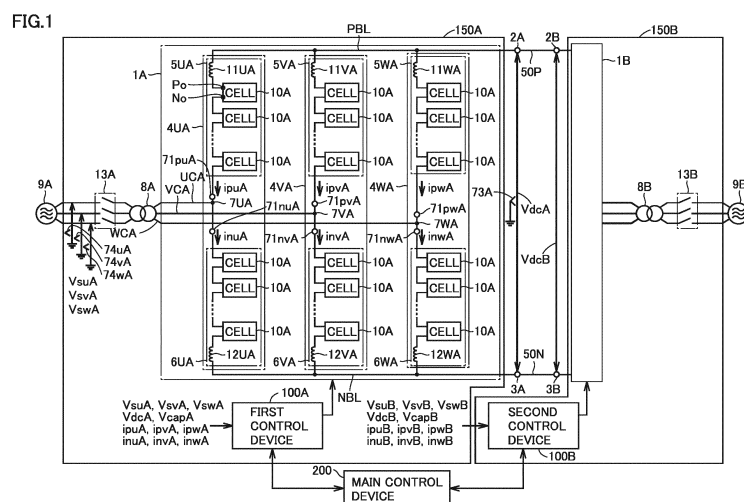 FIG.1
PBL
150A
2A
2B
150B
1A
5UA
11UA
5VA
11VA
5WA
11WA
50P
1B
Po
No
CELL
10A
CELL
10A
CELL
10A
4UA
CELL
10A
CELL
10A
CELL
10A
CELL
10A
CELL
10A
CELL
10A
71puA
ipuA
4VA
ipvA
4WA
ipwA
73A
VdcA
9A
13A
8A
UCA
VCA
7UA
71pvA
7VA
71pwA
7WA
8B
13B
9B
WCA
71nuA
inuA
71nvA
invA
71nwA
inwA
VdcB
74uA
74vA
74wA
VsuA
VsvA
VswA
CELL
10A
CELL
10A
CELL
10A
CELL
10A
CELL
10A
CELL
10A
CELL
10A
CELL
10A
CELL
10A
6UA
12UA
6VA
12VA
6WA
12WA
50N
NBL
3A
3B
VsuA, VsvA, VswA
VdcA, VcapA
ipuA, ipvA, ipwA
inuA, invA, inwA
100A
FIRST
CONTROL
DEVICE
VsuB, VsvB, VswB
VdcB, VcapB
ipuB, ipvB, ipwB
inuB, invB, inwB
SECOND
CONTROL
DEVICE
100B
200
MAIN CONTROL
DEVICE